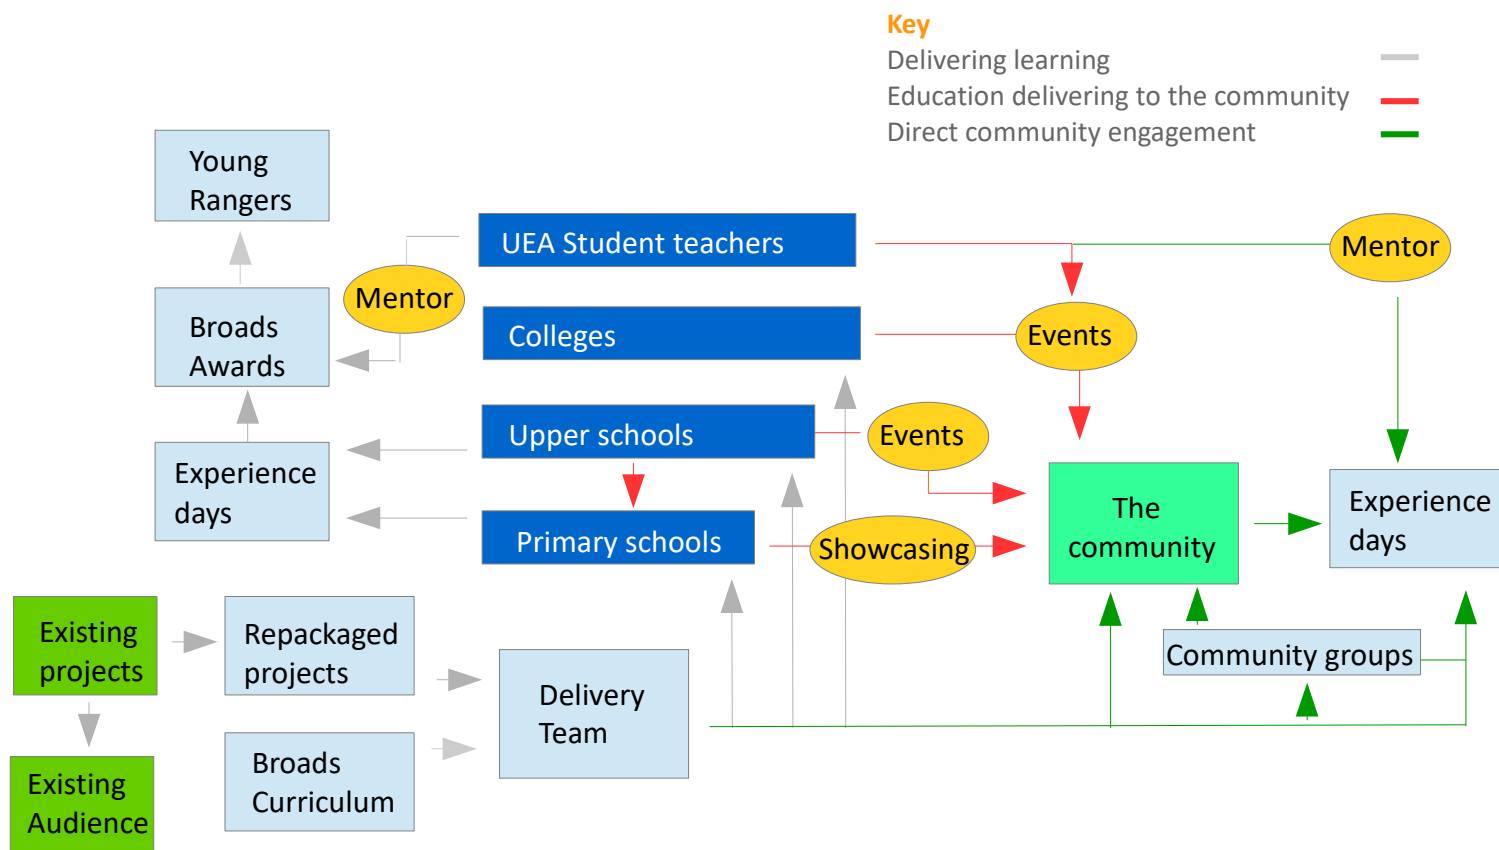 Key
Delivering learning
Education delivering to the community
Direct community engagement
Young
Rangers
UEA Student teachers
Mentor
Mentor
Broads
Awards
Colleges
Events
Upper schools
Events
Experience
days
Primary schools
Showcasing
The
community
Experience
days
Existing
projects
Repackaged
projects
Community groups
Delivery
Team
Existing
Audience
Broads
Curriculum